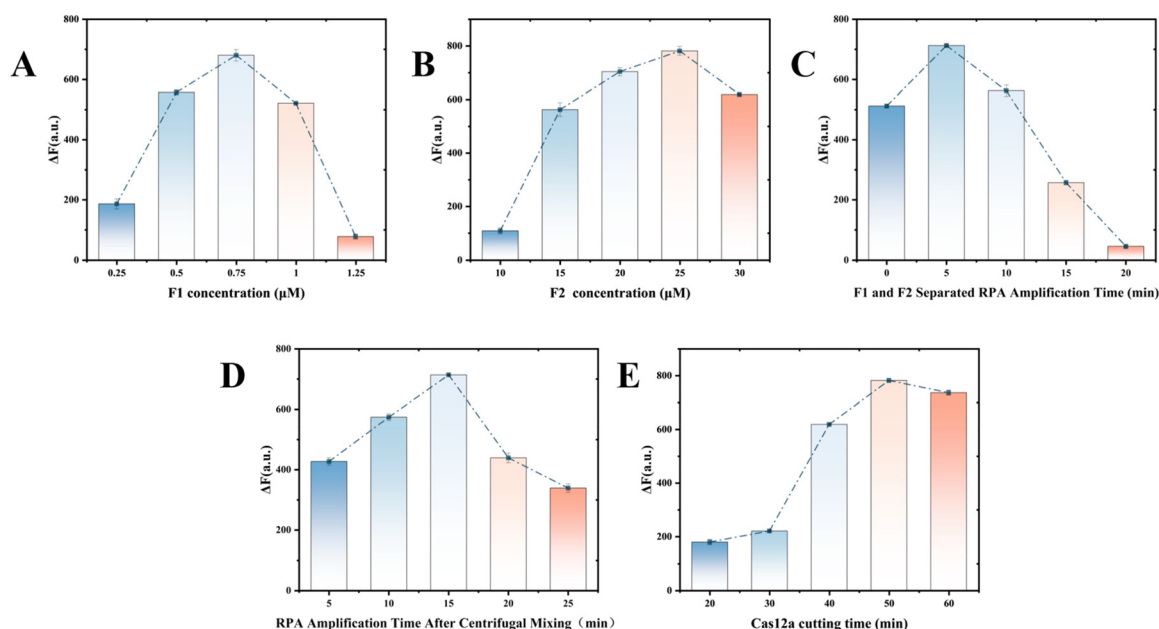 A
ΔF(a.u.)
800
600
400
200
0
0.25 0.5 0.75 1 1.25
F1 concentration (μM)
B
ΔF(a.u.)
800
600
400
200
0
10 15 20 25 30
F2 concentration (μM)
C
ΔF(a.u.)
800
600
400
200
0
0 5 10 15 20
F1 and F2 Separated RPA Amplification Time (min)
D
ΔF(a.u.)
800
600
400
200
0
5 10 15 20 25
RPA Amplification Time After Centrifugal Mixing（min）
E
ΔF(a.u.)
800
600
400
200
0
20 30 40 50 60
Cas12a cutting time (min)